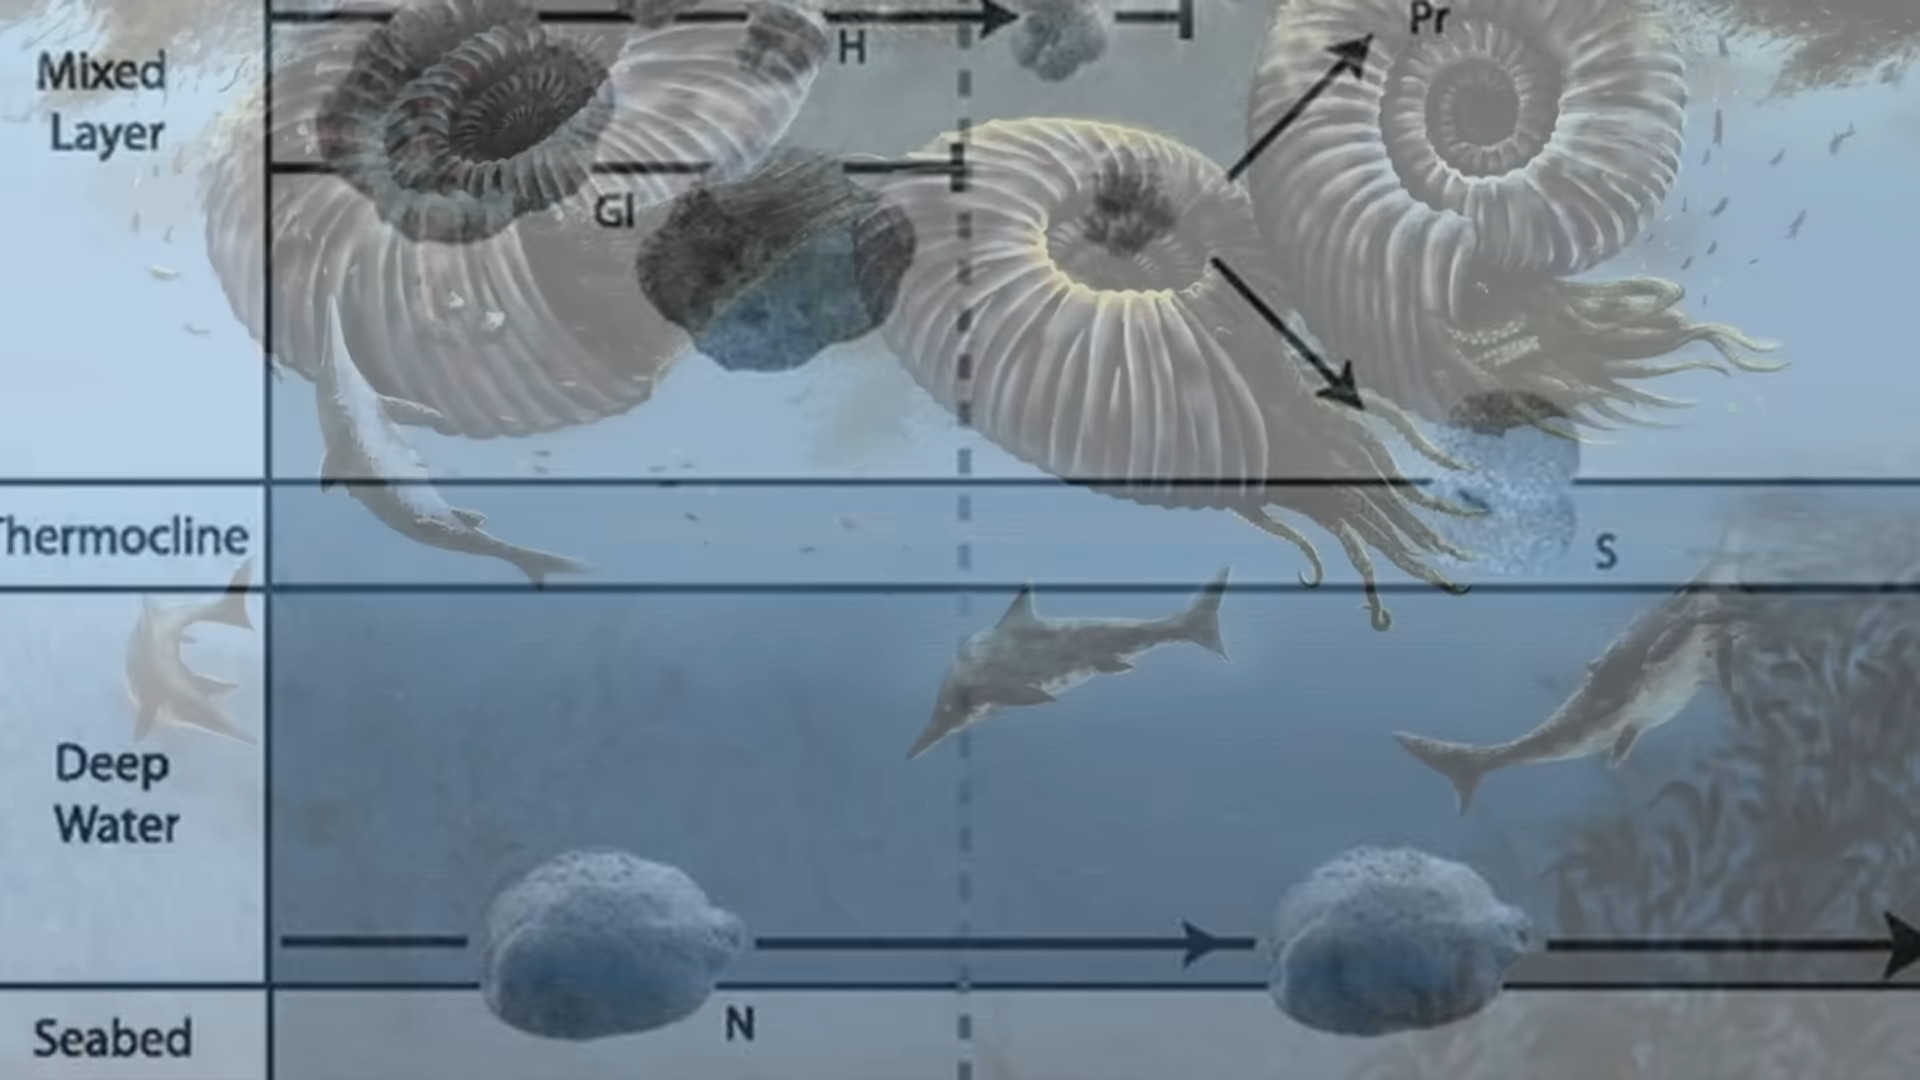 Pr
H
Mixed
Layer
Gl
Thermocline
S
Deep
Water
N
Seabed